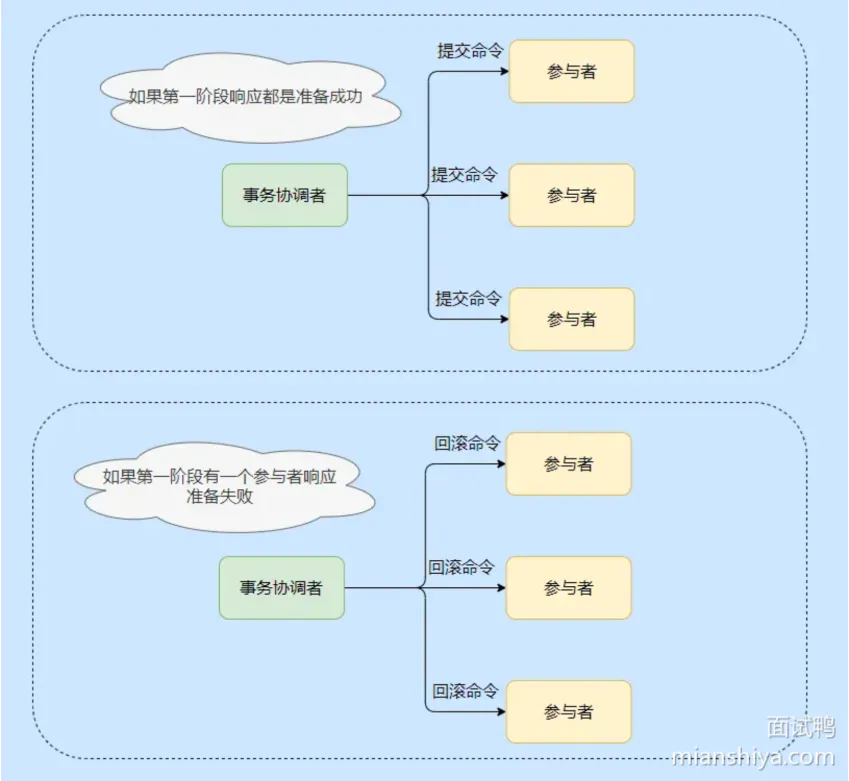 提交命令
参与者
如果第一阶段响应都是准备成功
提交命令
事务协调者
参与者
提交命令
参与者
回滚命令
参与者
如果第一阶段有一个参与者响应
准备失败
回滚命令
事务协调者
参与者
回滚命令
参与者
面试鸭
mianshiya.com